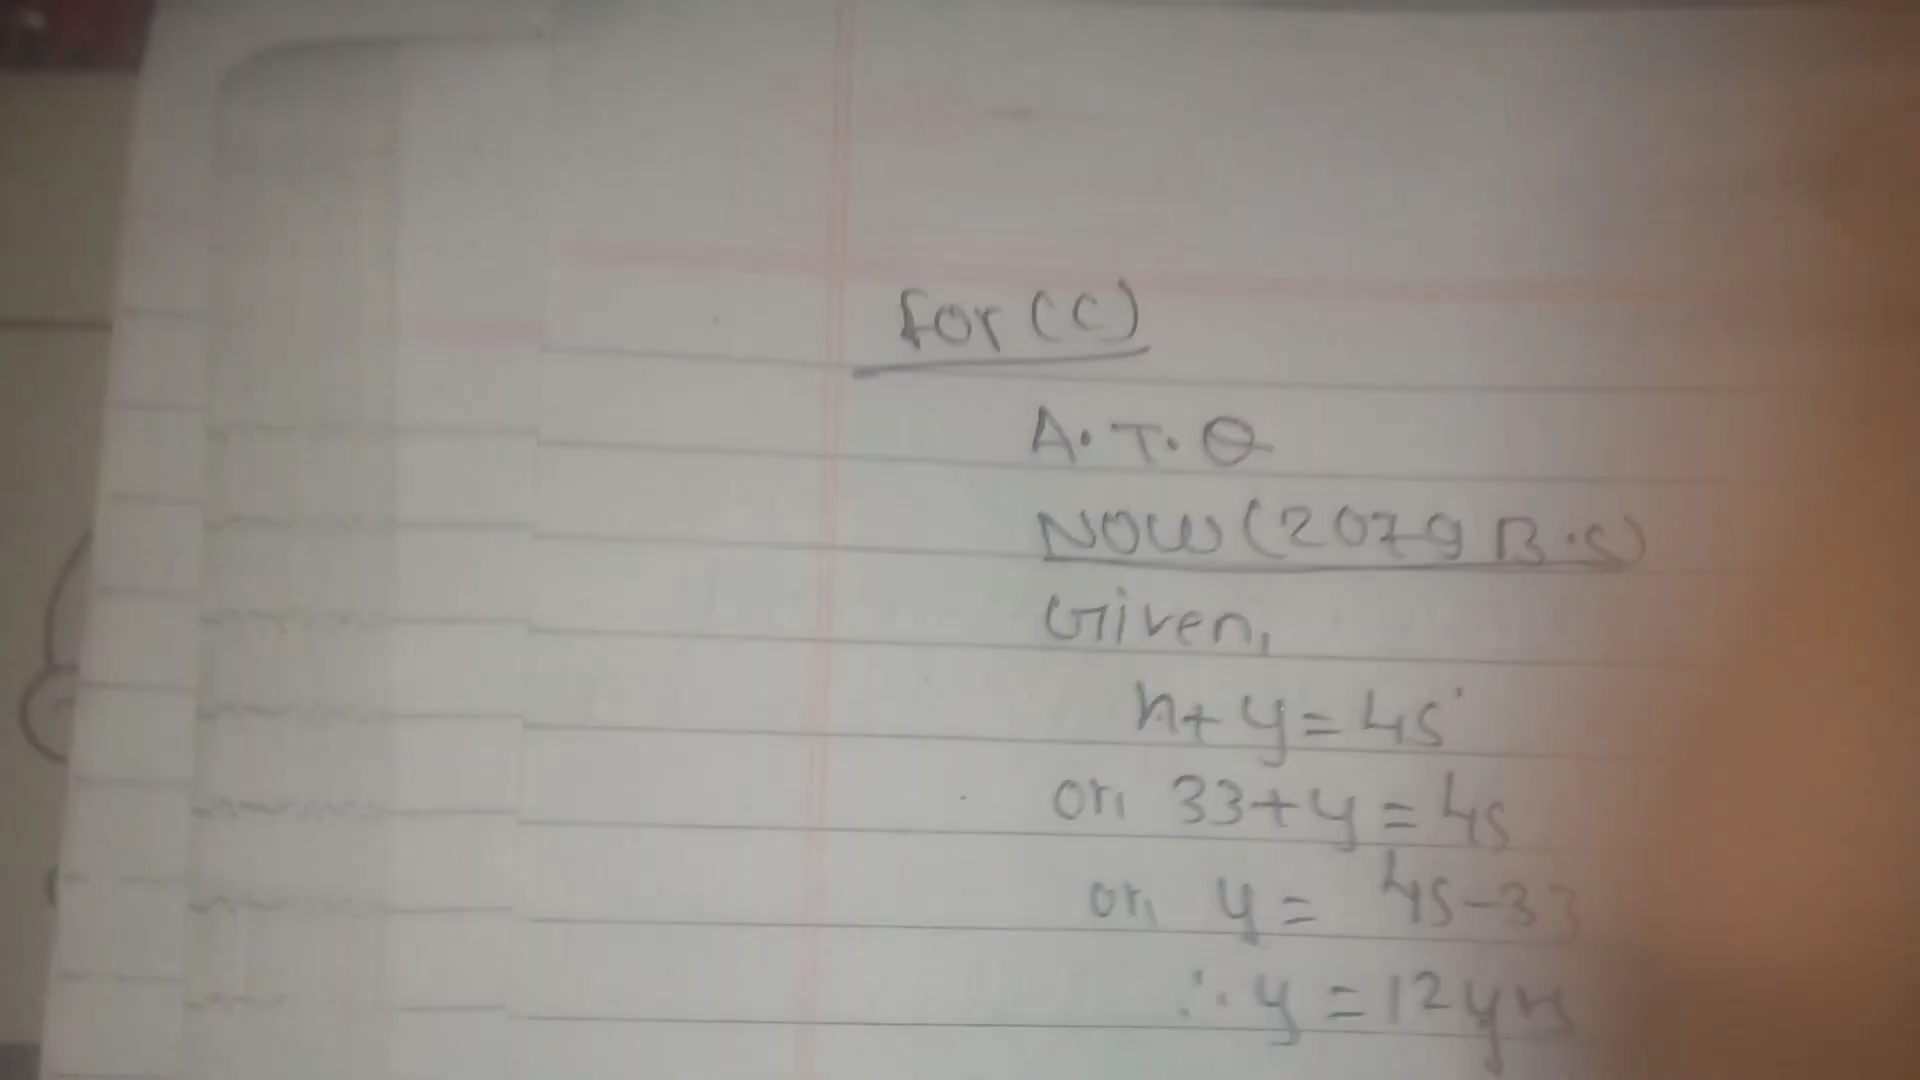 For (C)
A.T.Q
NOW (2079 B.S)
Given,
x + y = 45
or, 33 + y = 45
or, y = 45 - 33
∴ y = 12 yrs